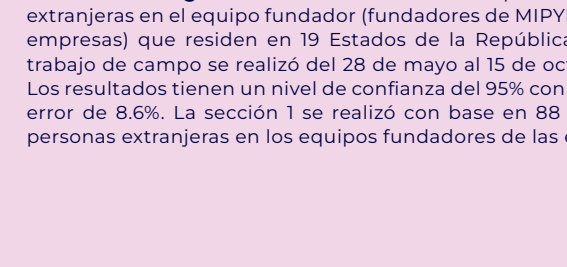 extranjeras en el equipo fundador (fundadores de
empresas) que residen en 19 Estados de la República
trabajo de campo se realizó del 28 de mayo al 15 de
Los resultados tienen un nivel de confianza del 95% con
error de 8.6%. La sección 1 se realizó con base en 88
personas extranjeras en los equipos fundadores de las